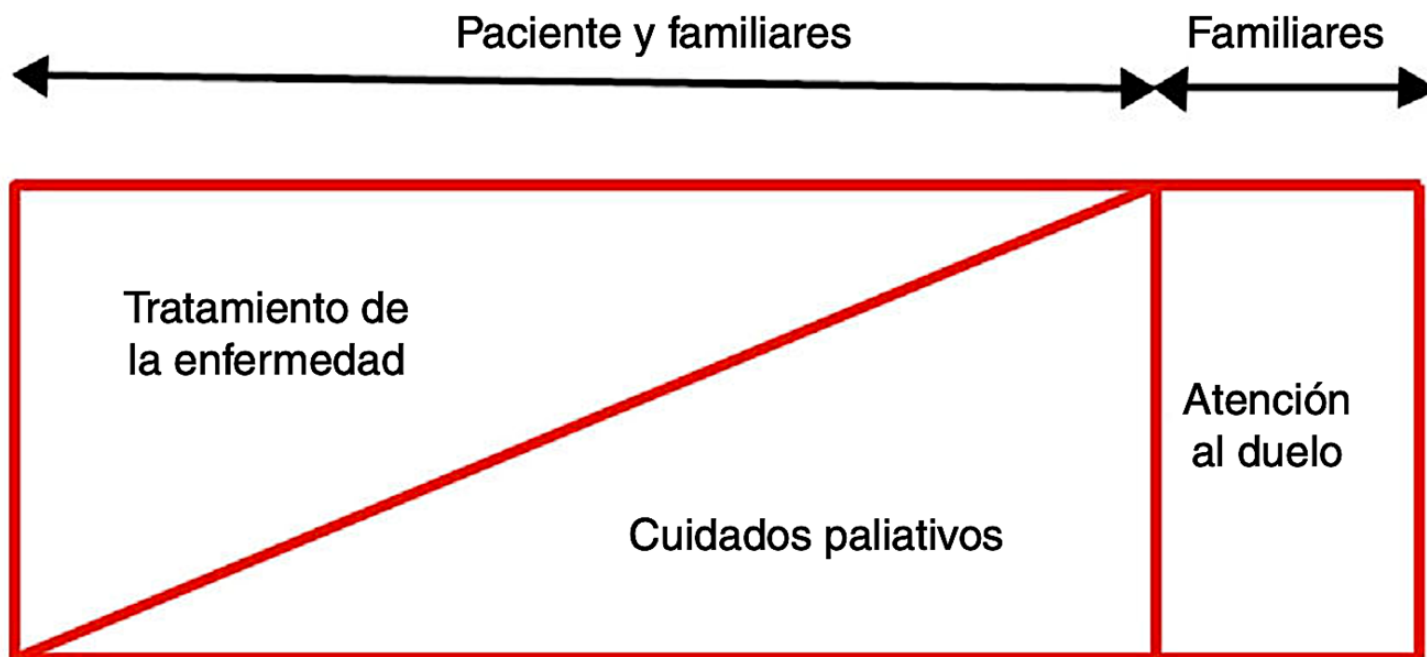 Paciente y familiares
Familiares
Tratamiento de
la enfermedad
Atención
al duelo
Cuidados paliativos